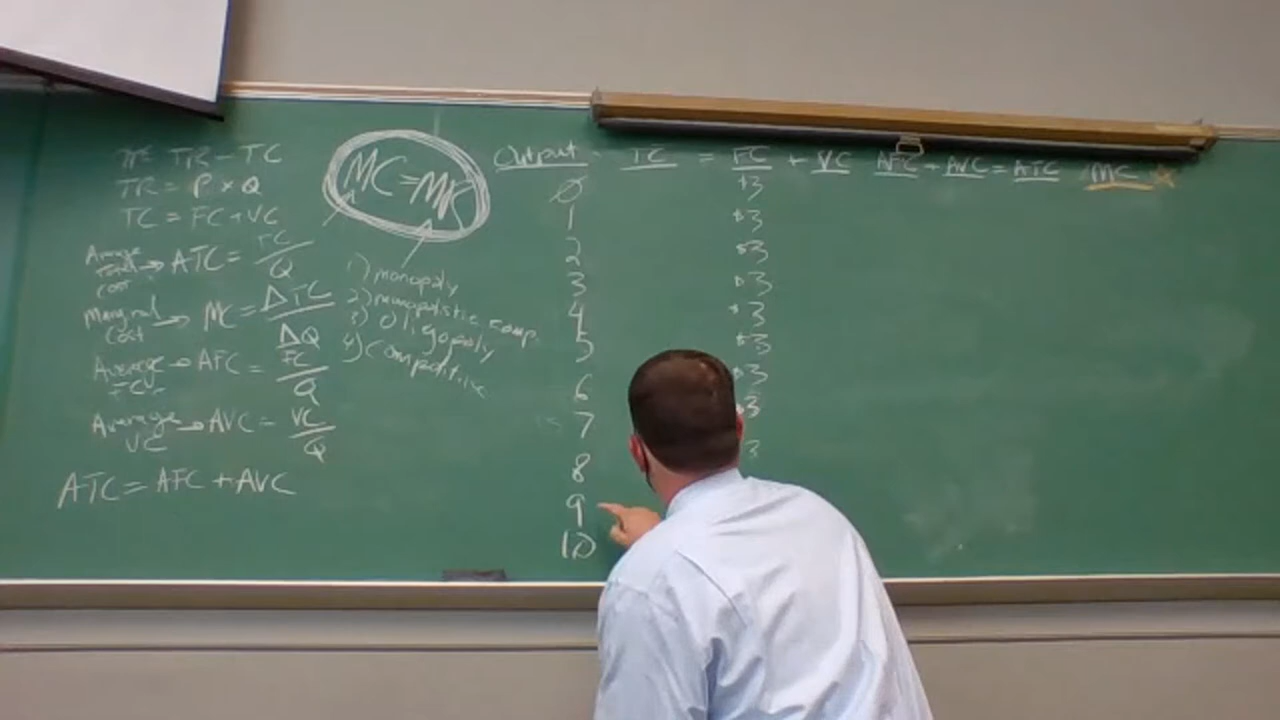 π = TR - TC
TR = P × Q
TC = FC + VC
Average Total cost → ATC = TC / Q
Marginal Cost → MC = ΔTC / ΔQ
Average FC → AFC = FC / Q
Average VC → AVC = VC / Q
ATC = AFC + AVC
MC = MR
1) monopoly
2) monopolistic comp.
3) Oligopoly
4) Competitive
Output TC = FC + VC AFC + AVC = ATC MC *
0 $3
1 $3
2 $3
3 $3
4 $3
5 $3
6 $3
7 $3
8 3
9
10